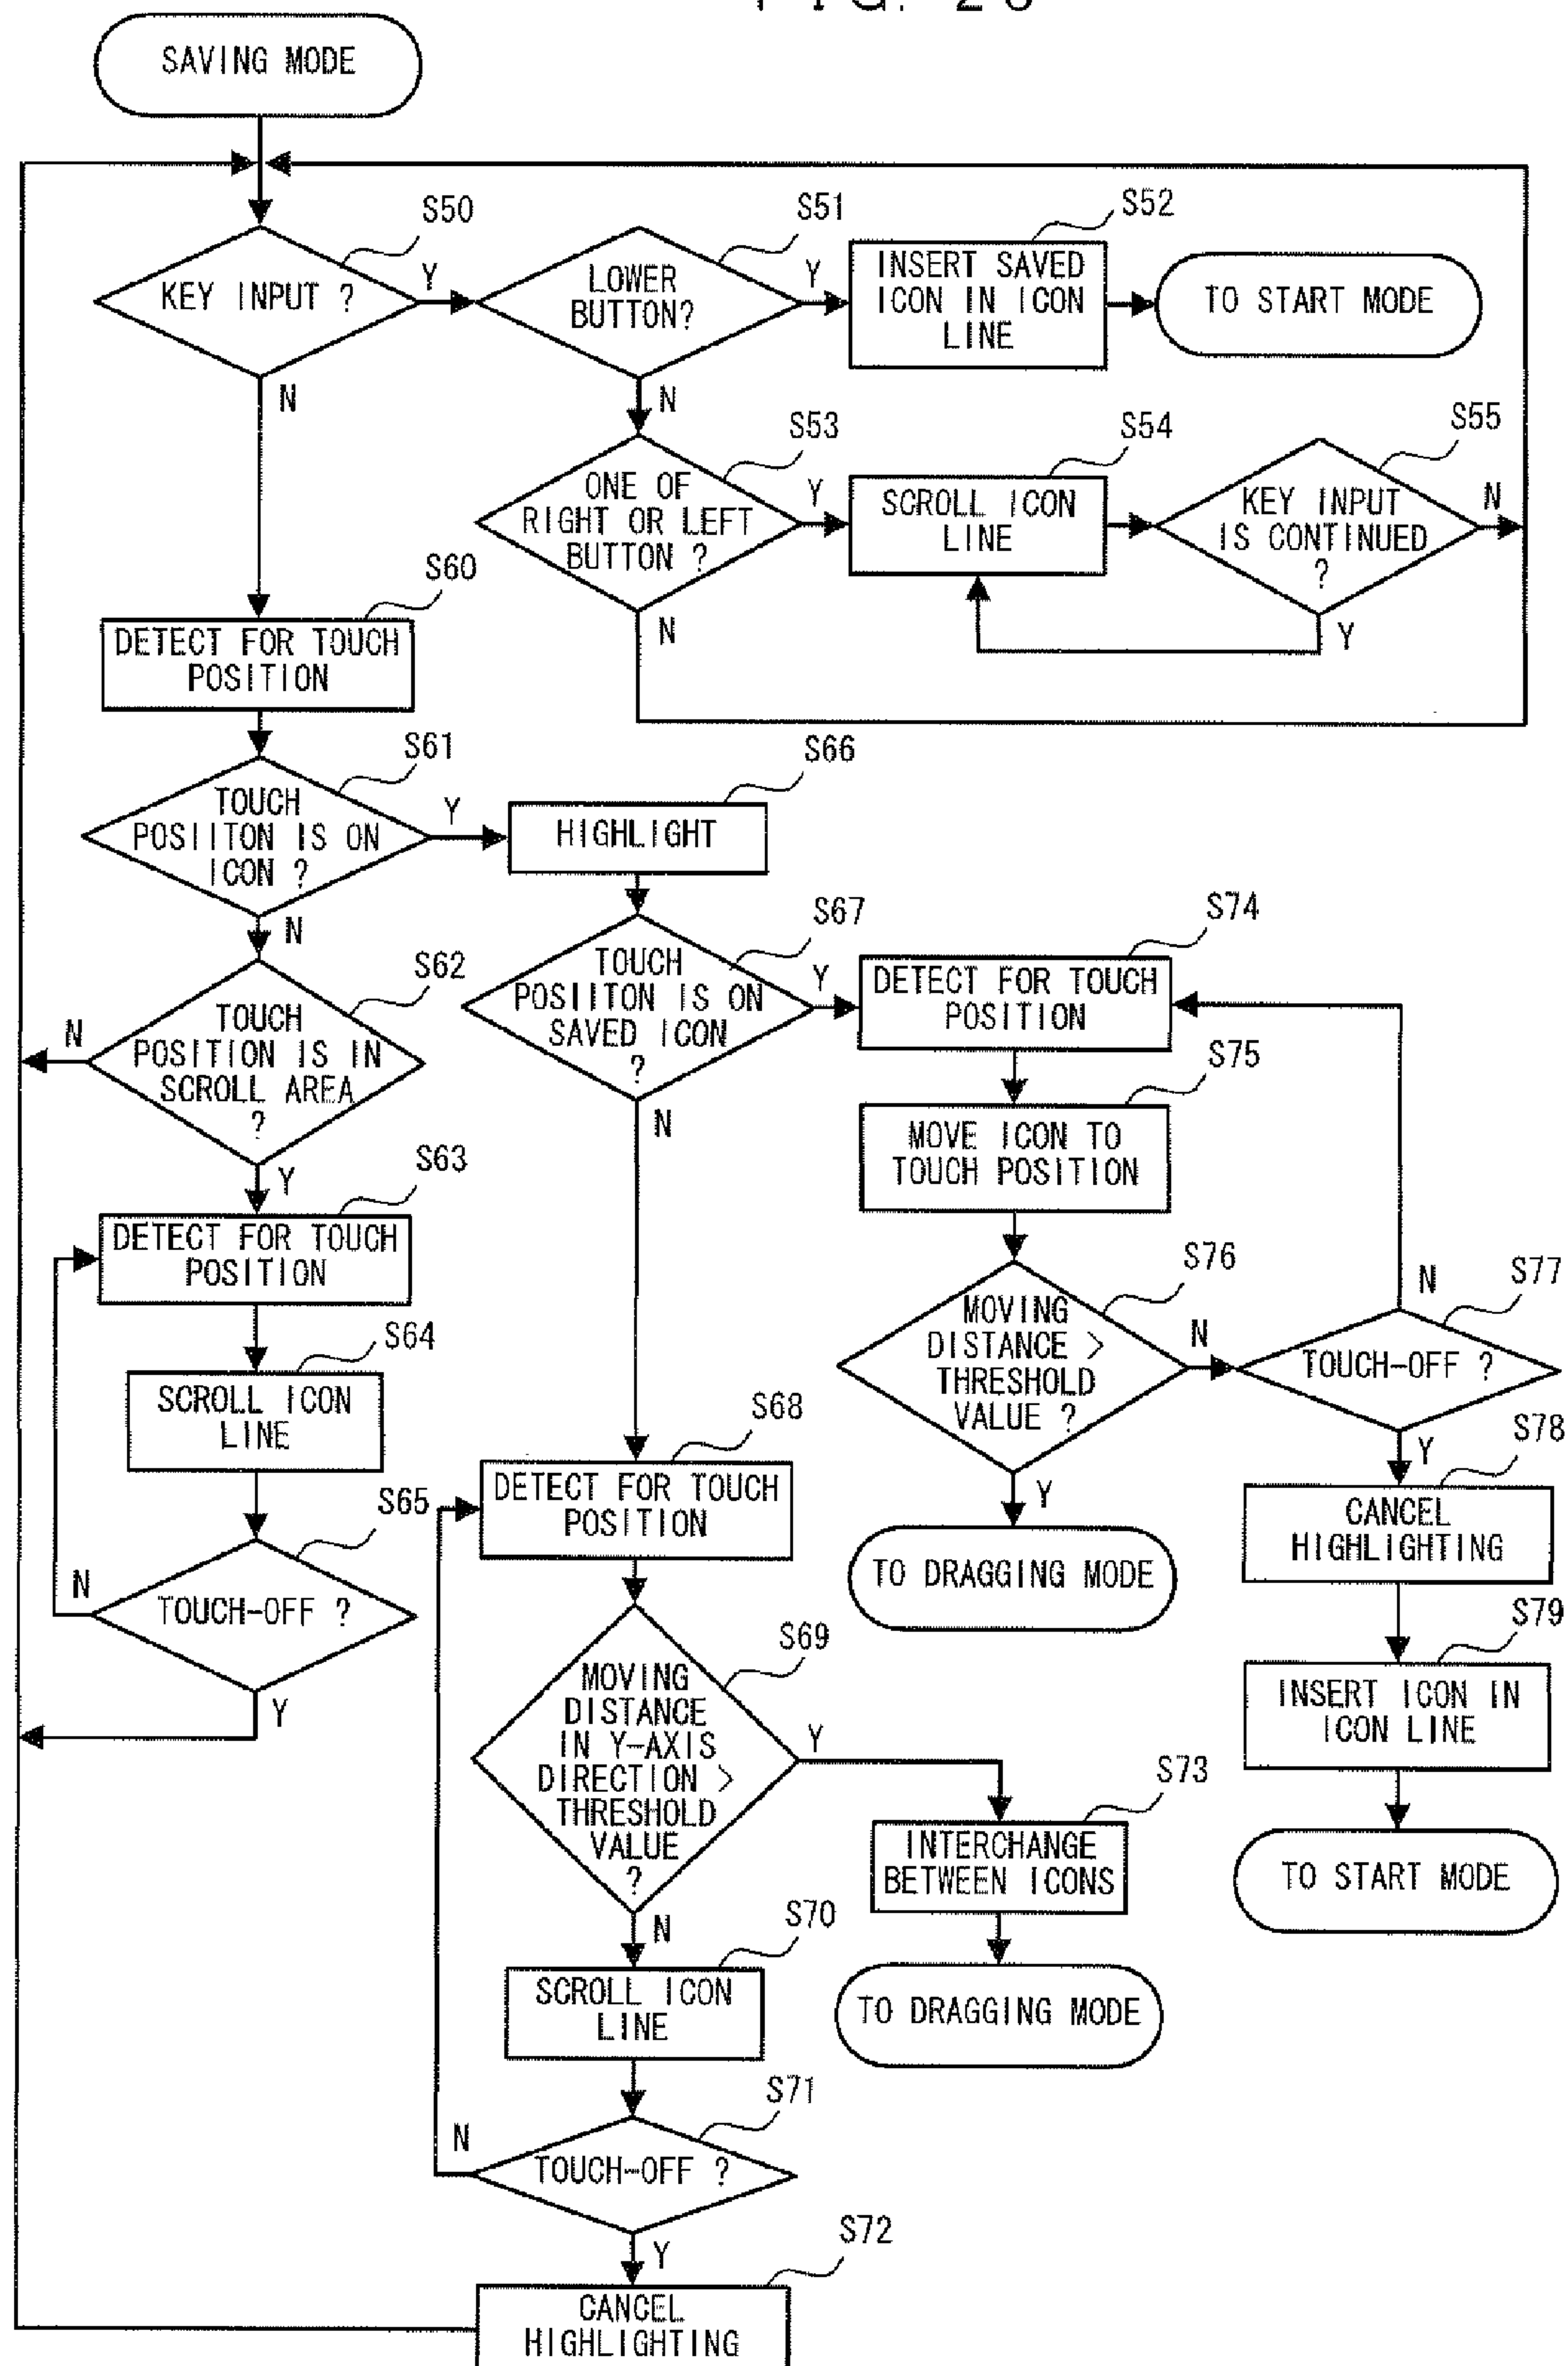 SAVING MODE
S50
KEY INPUT ?
Y
N
S51
LOWER
BUTTON?
Y
N
S52
INSERT SAVED
ICON IN ICON
LINE
TO START MODE
S53
ONE OF
RIGHT OR LEFT
BUTTON ?
Y
N
S54
SCROLL ICON
LINE
S55
KEY INPUT
IS CONTINUED
?
N
Y
S60
DETECT FOR TOUCH
POSITION
S61
TOUCH
POSIITON IS ON
ICON ?
Y
N
S62
TOUCH
POSITION IS IN
SCROLL AREA
?
N
Y
S63
DETECT FOR TOUCH
POSITION
S64
SCROLL ICON
LINE
S65
TOUCH-OFF ?
N
Y
S66
HIGHLIGHT
S67
TOUCH
POSIITON IS ON
SAVED ICON
?
Y
N
S68
DETECT FOR TOUCH
POSITION
S69
MOVING
DISTANCE
IN Y-AXIS
DIRECTION >
THRESHOLD
VALUE
?
Y
N
S70
SCROLL ICON
LINE
S71
TOUCH-OFF ?
N
Y
S72
CANCEL
HIGHLIGHTING
S73
INTERCHANGE
BETWEEN ICONS
TO DRAGGING MODE
S74
DETECT FOR TOUCH
POSITION
S75
MOVE ICON TO
TOUCH POSITION
S76
MOVING
DISTANCE >
THRESHOLD
VALUE ?
N
Y
TO DRAGGING MODE
S77
TOUCH-OFF ?
N
Y
S78
CANCEL
HIGHLIGHTING
S79
INSERT ICON IN
ICON LINE
TO START MODE